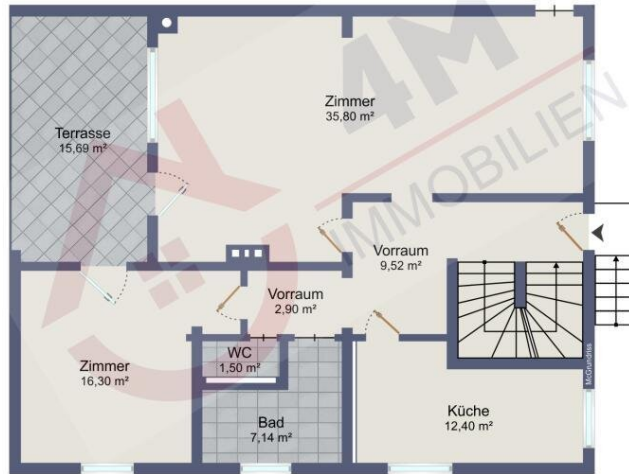 4M
IMMOBILIEN
Zimmer
35,80 m²
Terrasse
15,69 m²
Vorraum
9,52 m²
Vorraum
2,90 m²
WC
1,50 m²
Zimmer
16,30 m²
Bad
7,14 m²
Küche
12,40 m²
McGrundriss